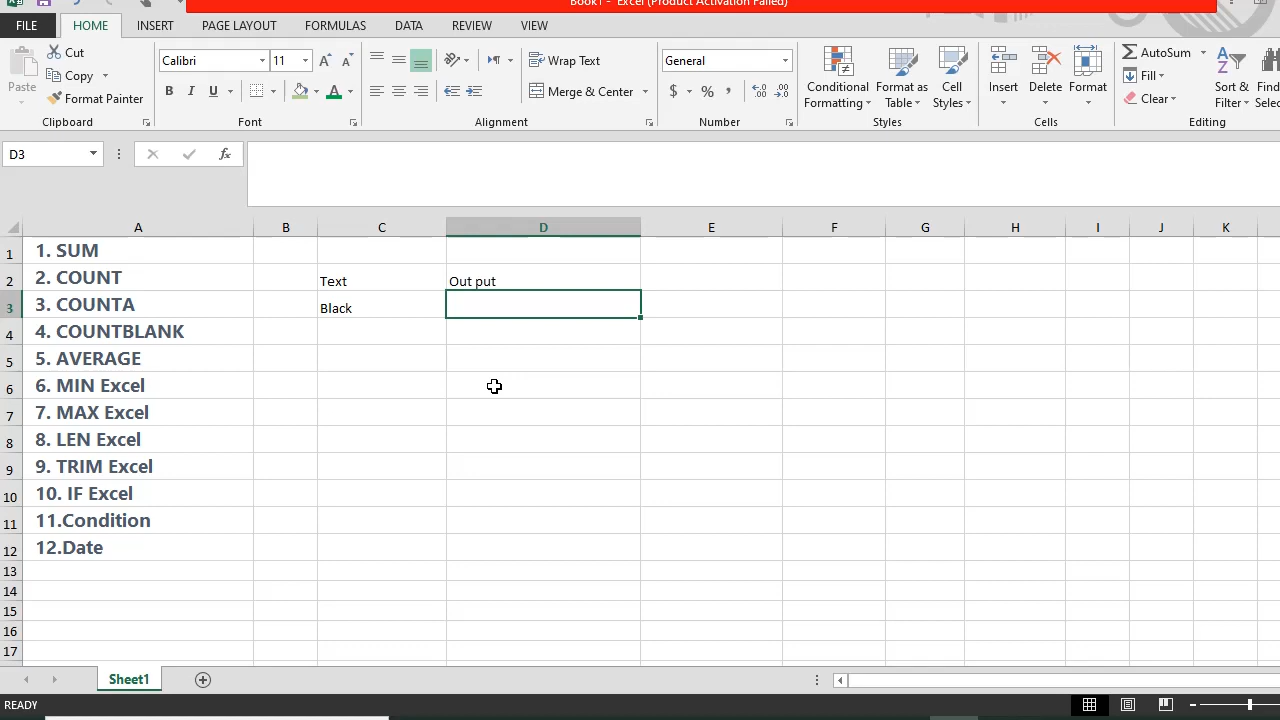 Book1 - Excel (Product Activation Failed)
FILE HOME INSERT PAGE LAYOUT FORMULAS DATA REVIEW VIEW
Paste
Cut
Copy
Format Painter
Clipboard
Calibri 11
B I U
Font
Wrap Text
Merge & Center
Alignment
General
$ % ,
Number
Conditional Formatting
Format as Table
Cell Styles
Styles
Insert Delete Format
Cells
AutoSum
Fill
Clear
Sort & Filter
Editing
D3 fx
A B C D E F G H I J K
1 1. SUM
2 2. COUNT Text Out put
3 3. COUNTA Black
4 4. COUNTBLANK
5 5. AVERAGE
6 6. MIN Excel
7 7. MAX Excel
8 8. LEN Excel
9 9. TRIM Excel
10 10. IF Excel
11 11.Condition
12 12.Date
13
14
15
16
17
Sheet1
READY